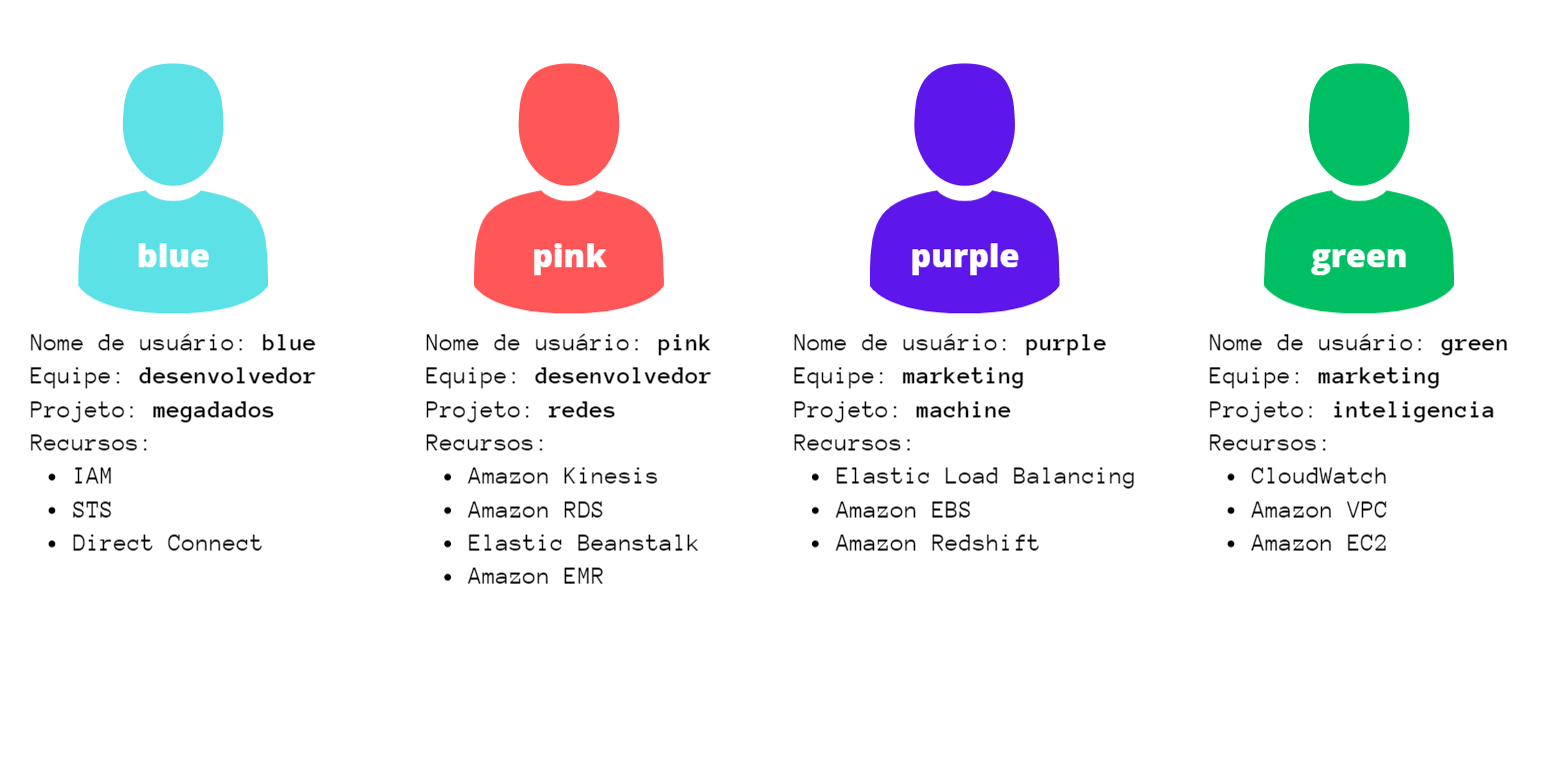 blue
Nome de usuário: blue
Equipe: desenvolvedor
Projeto: megadados
Recursos:
• IAM
• STS
• Direct Connect
pink
Nome de usuário: pink
Equipe: desenvolvedor
Projeto: redes
Recursos:
• Amazon Kinesis
• Amazon RDS
• Elastic Beanstalk
• Amazon EMR
purple
Nome de usuário: purple
Equipe: marketing
Projeto: machine
Recursos:
• Elastic Load Balancing
• Amazon EBS
• Amazon Redshift
green
Nome de usuário: green
Equipe: marketing
Projeto: inteligencia
Recursos:
• CloudWatch
• Amazon VPC
• Amazon EC2